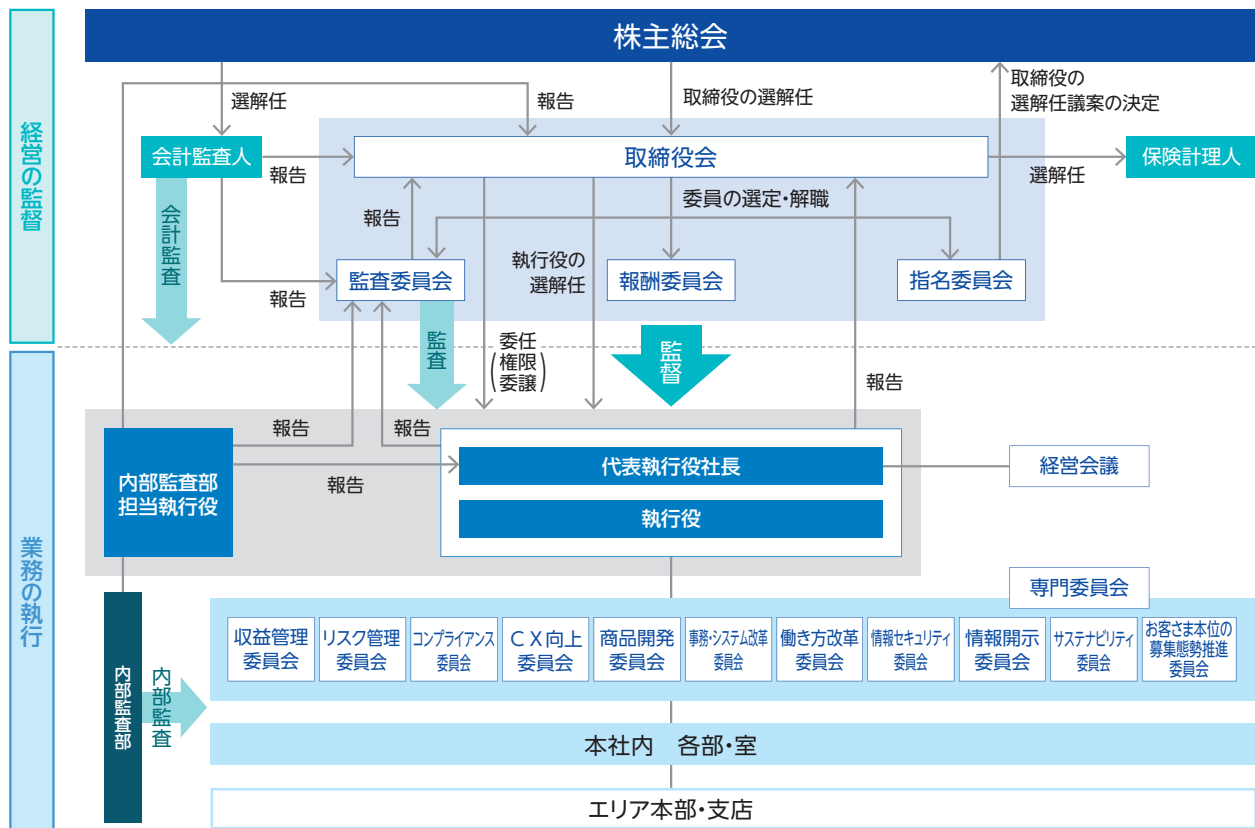 株主総会
経営の監督
選解任
報告
取締役の選解任
取締役の
選解任議案の決定
会計監査人
報告
取締役会
選解任
保険計理人
会計監査
報告
委員の選定・解職
執行役の
選解任
監査委員会
報酬委員会
指名委員会
報告
監査
委任
(権限
委譲)
監督
報告
業務の執行
報告
報告
内部監査部
担当執行役
報告
代表執行役社長
執行役
経営会議
専門委員会
収益管理
委員会
リスク管理
委員会
コンプライアンス
委員会
CX向上
委員会
商品開発
委員会
事務・システム改革
委員会
働き方改革
委員会
情報セキュリティ
委員会
情報開示
委員会
サステナビリティ
委員会
お客さま本位の
募集態勢推進
委員会
内部監査部
内部監査
本社内 各部・室
エリア本部・支店